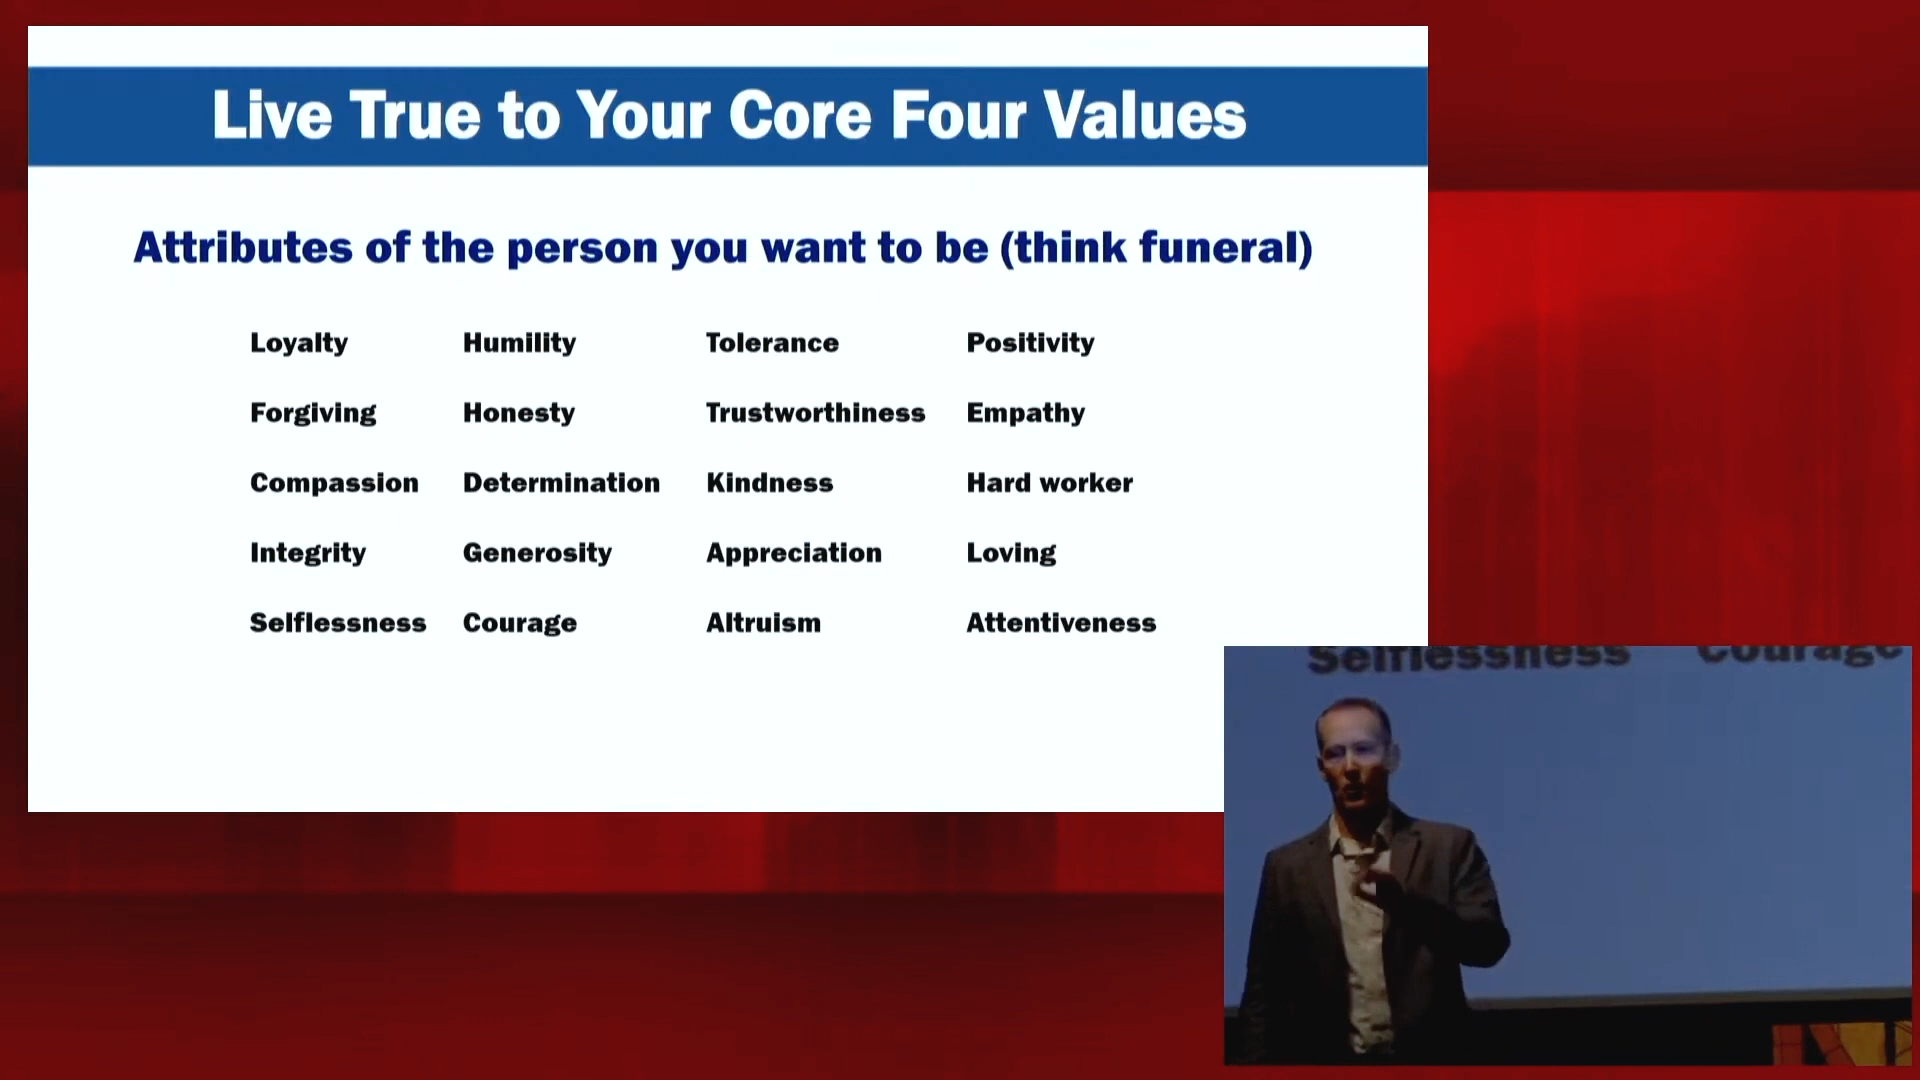 Live True to Your Core Four Values
Attributes of the person you want to be (think funeral)
Loyalty Humility Tolerance Positivity
Forgiving Honesty Trustworthiness Empathy
Compassion Determination Kindness Hard worker
Integrity Generosity Appreciation Loving
Selflessness Courage Altruism Attentiveness
Selflessness Courage